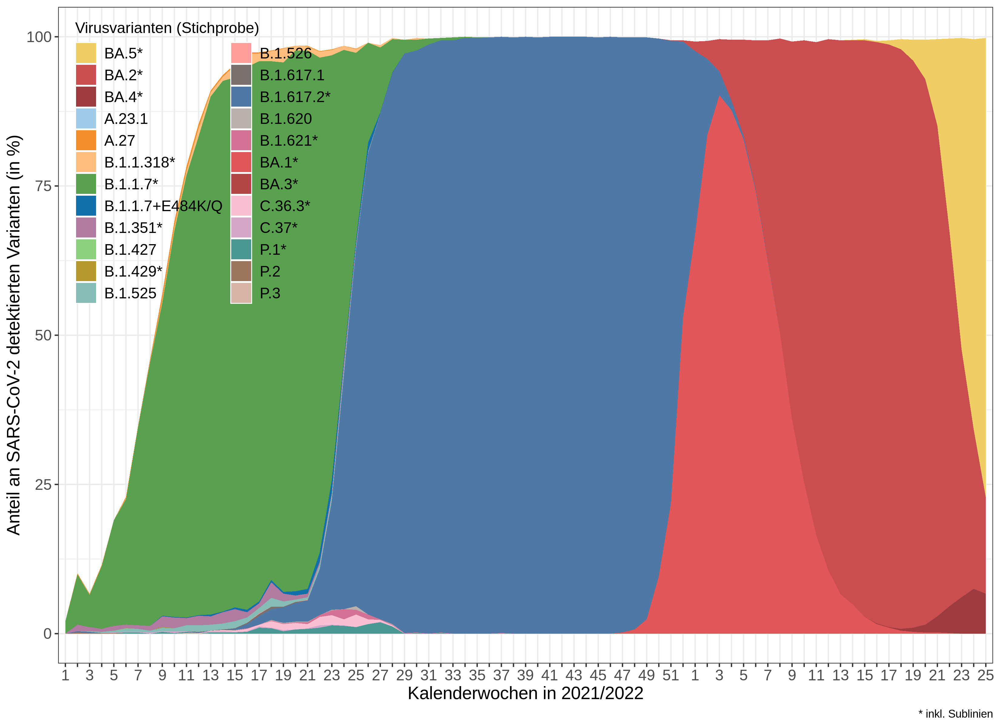 Virusvarianten (Stichprobe)
BA.5*
BA.2*
BA.4*
A.23.1
A.27
B.1.1.318*
B.1.1.7*
B.1.1.7+E484K/Q
B.1.351*
B.1.427
B.1.429*
B.1.525
B.1.526
B.1.617.1
B.1.617.2*
B.1.620
B.1.621*
BA.1*
BA.3*
C.36.3*
C.37*
P.1*
P.2
P.3
Anteil an SARS-CoV-2 detektierten Varianten (in %)
100
75
50
25
0
1 3 5 7 9 11 13 15 17 19 21 23 25 27 29 31 33 35 37 39 41 43 45 47 49 51 1 3 5 7 9 11 13 15 17 19 21 23 25
Kalenderwochen in 2021/2022
* inkl. Sublinien